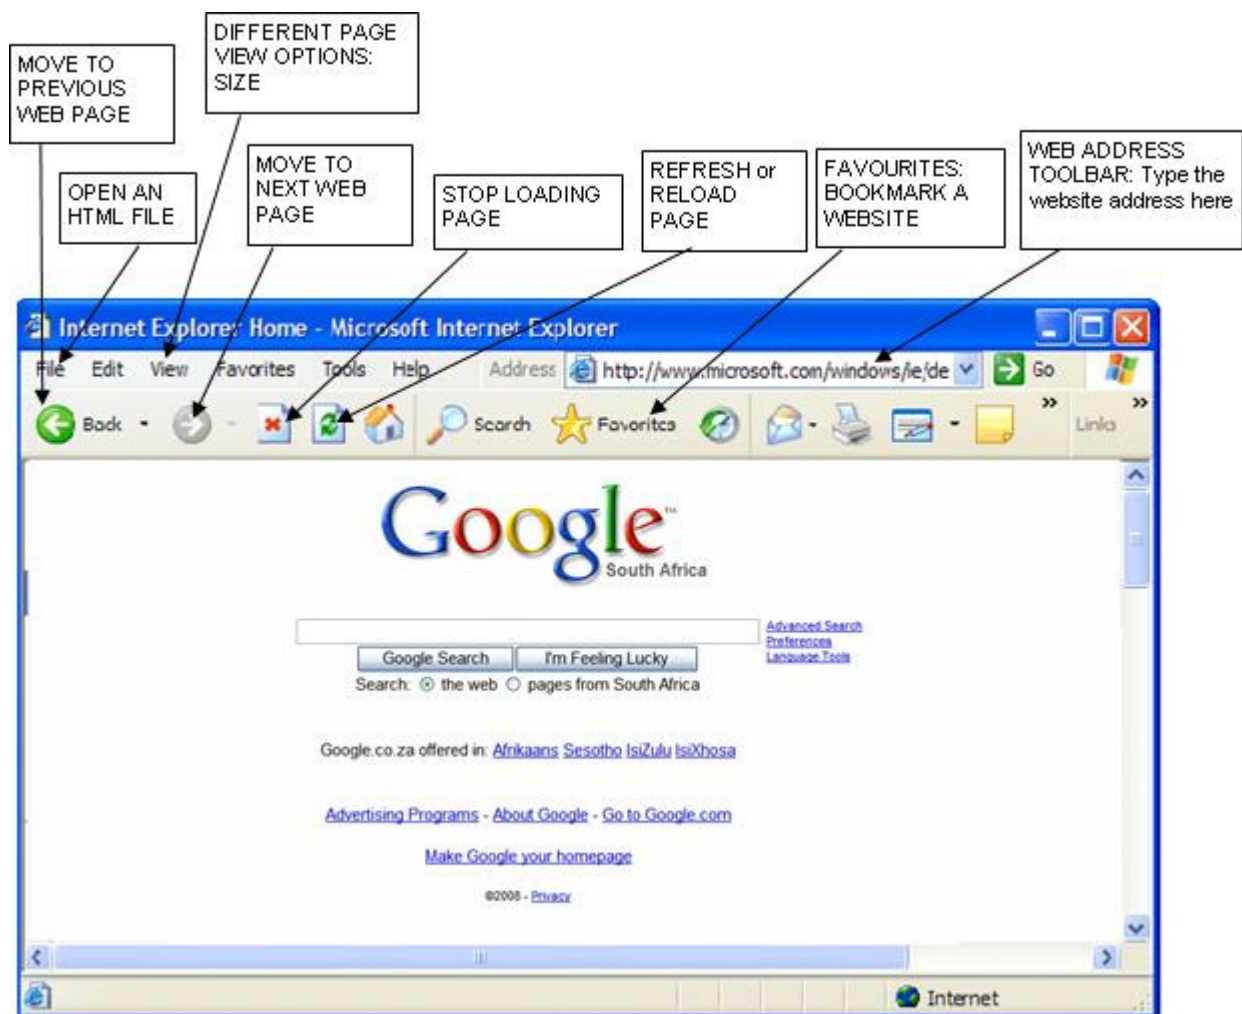 DIFFERENT PAGE
VIEW OPTIONS:
SIZE
MOVE TO
PREVIOUS
WEB PAGE
OPEN AN
HTML FILE
MOVE TO
NEXT WEB
PAGE
STOP LOADING
PAGE
REFRESH or
RELOAD
PAGE
FAVOURITES:
BOOKMARK A
WEBSITE
WEB ADDRESS
TOOLBAR: Type the
website address here
Internet Explorer Home - Microsoft Internet Explorer
File Edit View Favorites Tools Help Address http://www.microsoft.com/windows/ie/de Go
Back Search Favorites Links
Google™
South Africa
Advanced Search
Preferences
Language Tools
Google Search I'm Feeling Lucky
Search: the web pages from South Africa
Google.co.za offered in: Afrikaans Sesotho IsiZulu IsiXhosa
Advertising Programs - About Google - Go to Google.com
Make Google your homepage
©2008 - Privacy
Internet